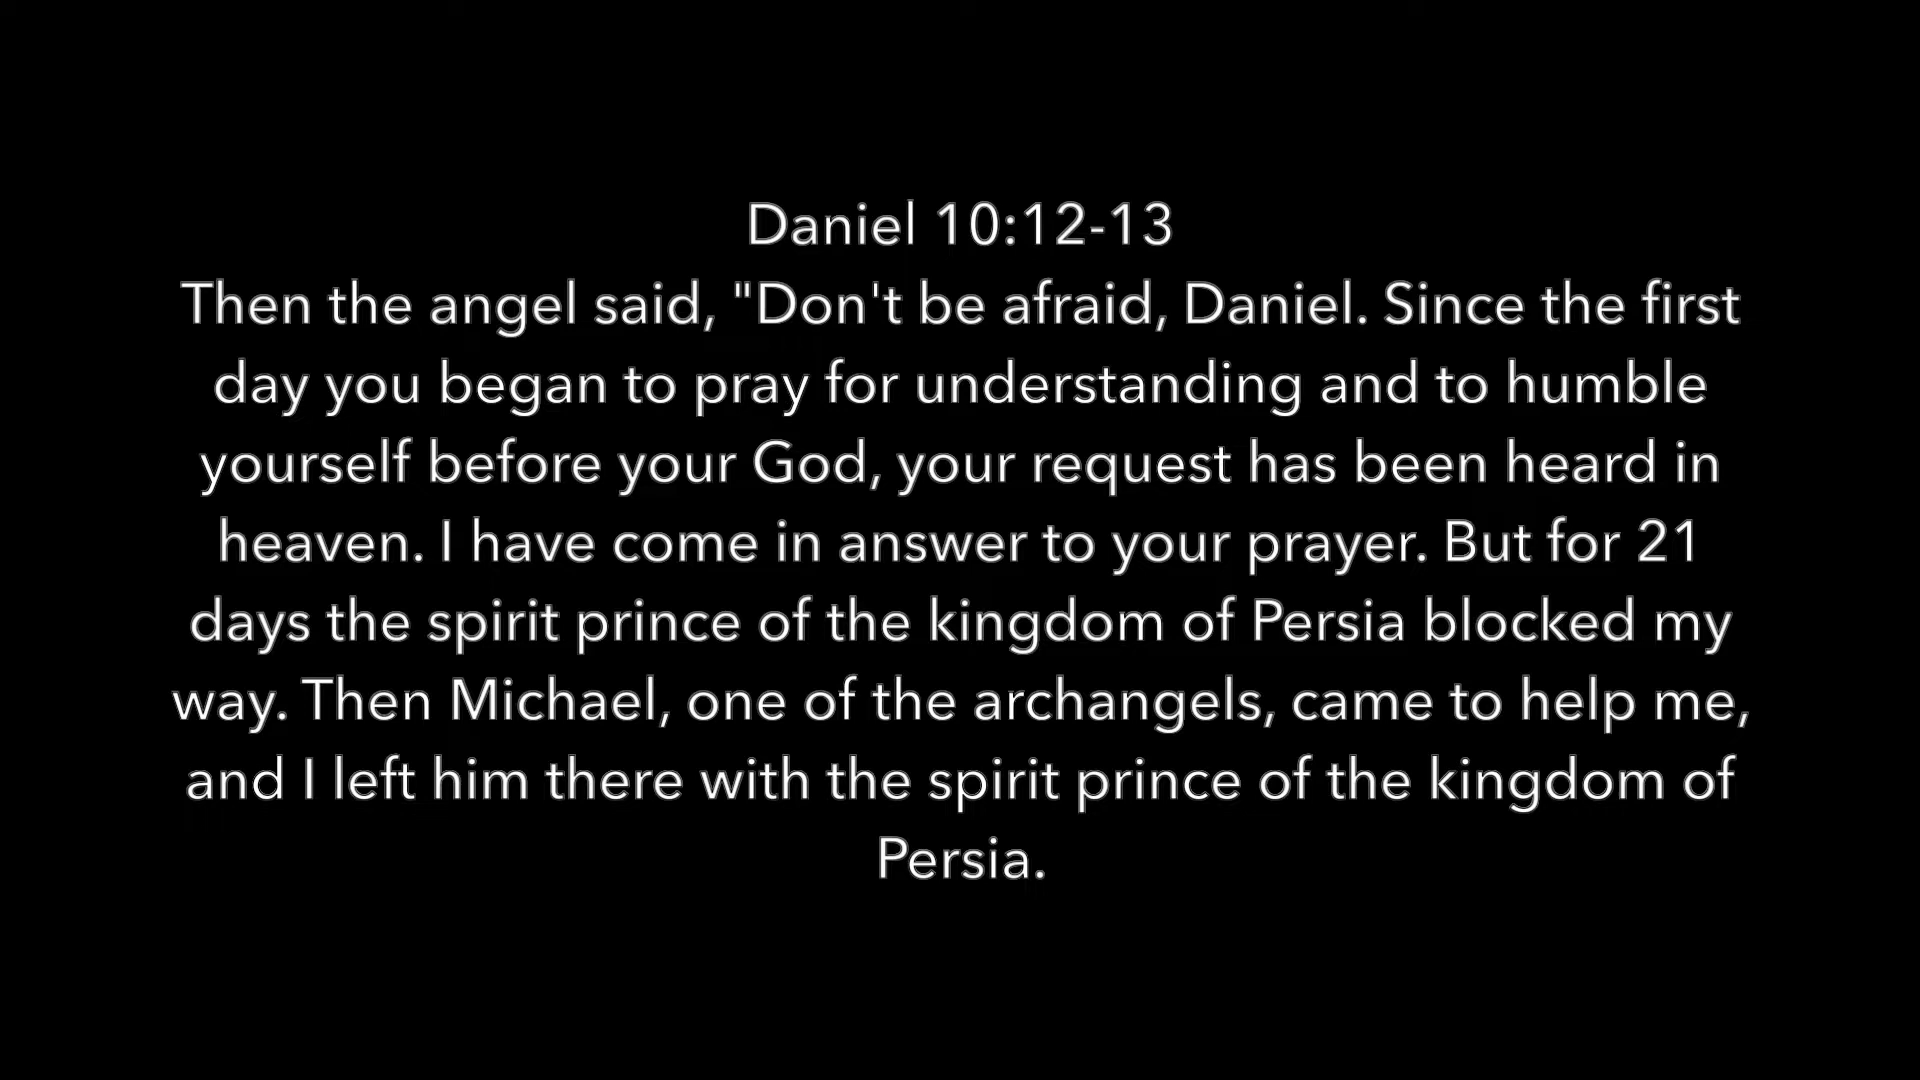 Daniel 10:12-13
Then the angel said, "Don't be afraid, Daniel. Since the first
day you began to pray for understanding and to humble
yourself before your God, your request has been heard in
heaven. I have come in answer to your prayer. But for 21
days the spirit prince of the kingdom of Persia blocked my
way. Then Michael, one of the archangels, came to help me,
and I left him there with the spirit prince of the kingdom of
Persia.